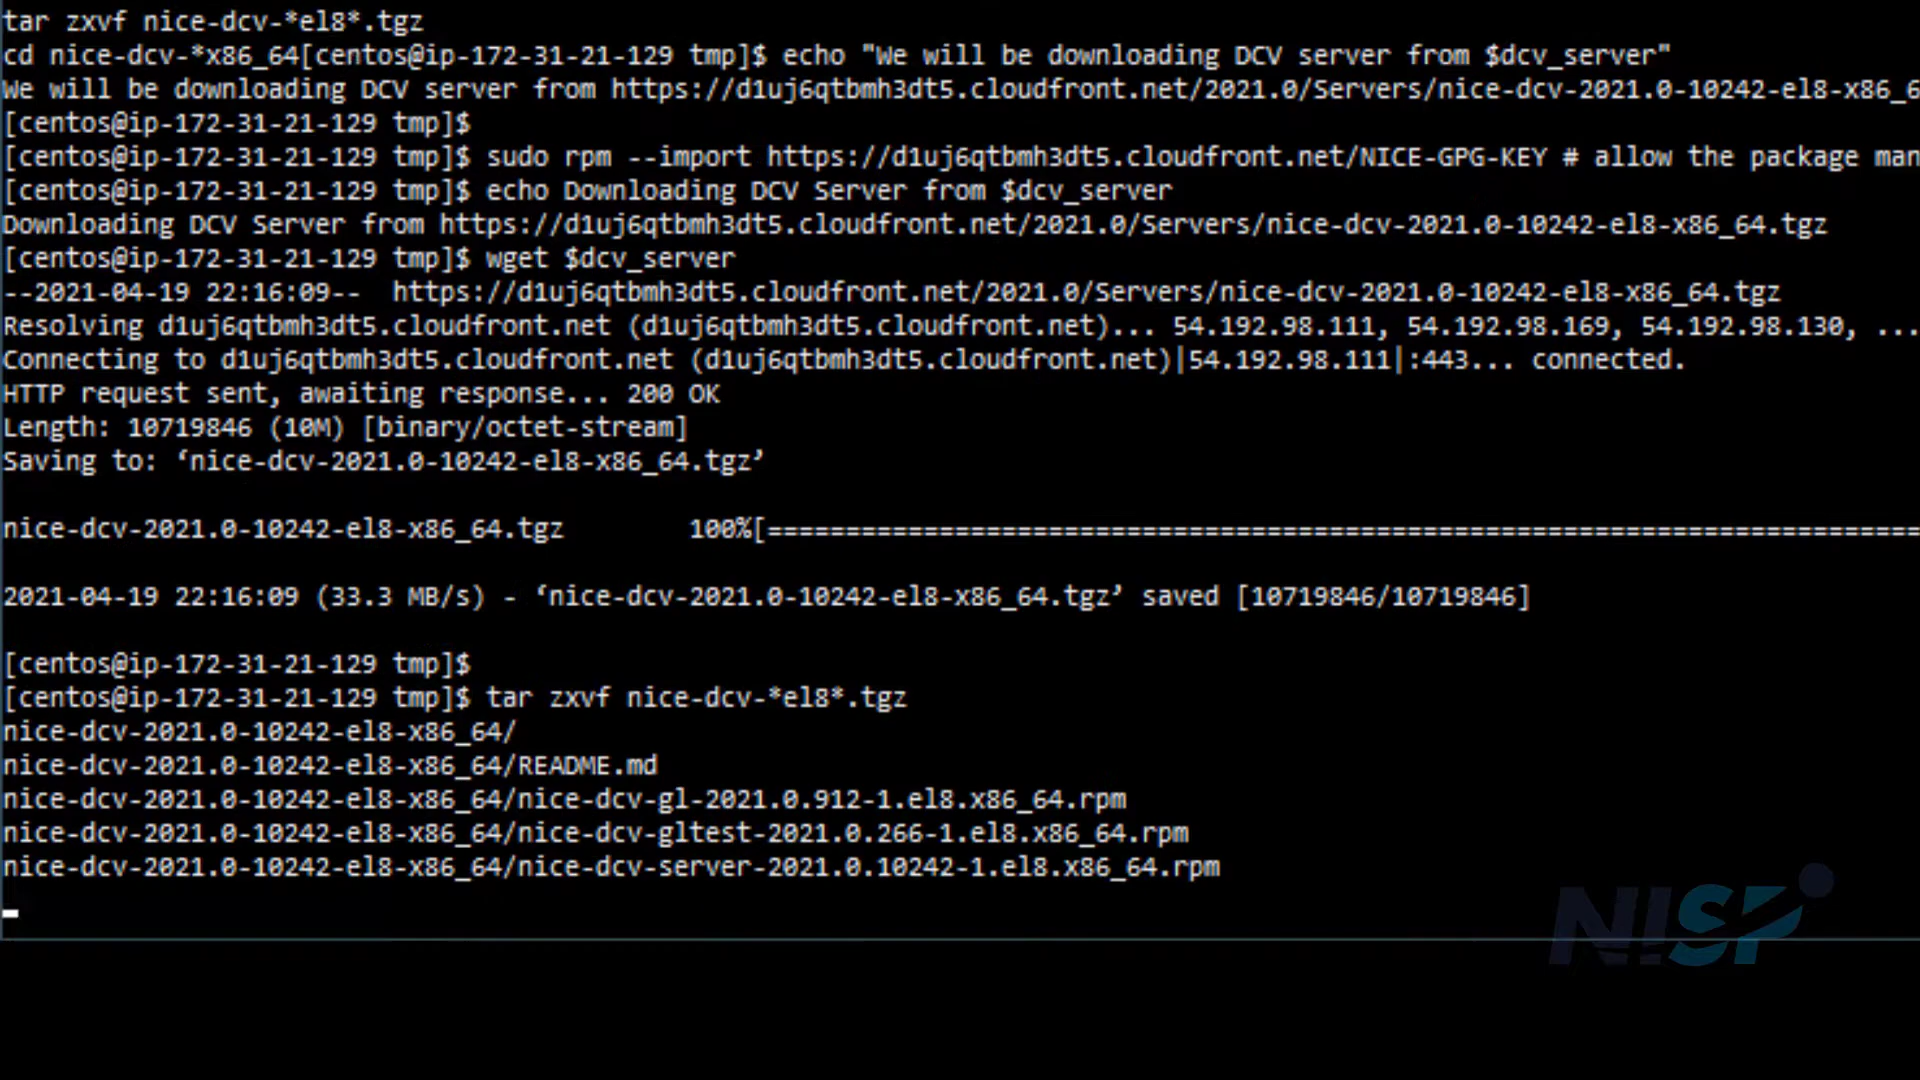 tar zxvf nice-dcv-*el8*.tgz
cd nice-dcv-*x86_64[centos@ip-172-31-21-129 tmp]$ echo "We will be downloading DCV server from $dcv_server"
We will be downloading DCV server from https://d1uj6qtbmh3dt5.cloudfront.net/2021.0/Servers/nice-dcv-2021.0-10242-el8-x86_6
[centos@ip-172-31-21-129 tmp]$
[centos@ip-172-31-21-129 tmp]$ sudo rpm --import https://d1uj6qtbmh3dt5.cloudfront.net/NICE-GPG-KEY # allow the package man
[centos@ip-172-31-21-129 tmp]$ echo Downloading DCV Server from $dcv_server
Downloading DCV Server from https://d1uj6qtbmh3dt5.cloudfront.net/2021.0/Servers/nice-dcv-2021.0-10242-el8-x86_64.tgz
[centos@ip-172-31-21-129 tmp]$ wget $dcv_server
--2021-04-19 22:16:09--  https://d1uj6qtbmh3dt5.cloudfront.net/2021.0/Servers/nice-dcv-2021.0-10242-el8-x86_64.tgz
Resolving d1uj6qtbmh3dt5.cloudfront.net (d1uj6qtbmh3dt5.cloudfront.net)... 54.192.98.111, 54.192.98.169, 54.192.98.130, ...
Connecting to d1uj6qtbmh3dt5.cloudfront.net (d1uj6qtbmh3dt5.cloudfront.net)|54.192.98.111|:443... connected.
HTTP request sent, awaiting response... 200 OK
Length: 10719846 (10M) [binary/octet-stream]
Saving to: ‘nice-dcv-2021.0-10242-el8-x86_64.tgz’
nice-dcv-2021.0-10242-el8-x86_64.tgz        100%[==========================================================================
2021-04-19 22:16:09 (33.3 MB/s) - ‘nice-dcv-2021.0-10242-el8-x86_64.tgz’ saved [10719846/10719846]
[centos@ip-172-31-21-129 tmp]$
[centos@ip-172-31-21-129 tmp]$ tar zxvf nice-dcv-*el8*.tgz
nice-dcv-2021.0-10242-el8-x86_64/
nice-dcv-2021.0-10242-el8-x86_64/README.md
nice-dcv-2021.0-10242-el8-x86_64/nice-dcv-gl-2021.0.912-1.el8.x86_64.rpm
nice-dcv-2021.0-10242-el8-x86_64/nice-dcv-gltest-2021.0.266-1.el8.x86_64.rpm
nice-dcv-2021.0-10242-el8-x86_64/nice-dcv-server-2021.0.10242-1.el8.x86_64.rpm
NISP